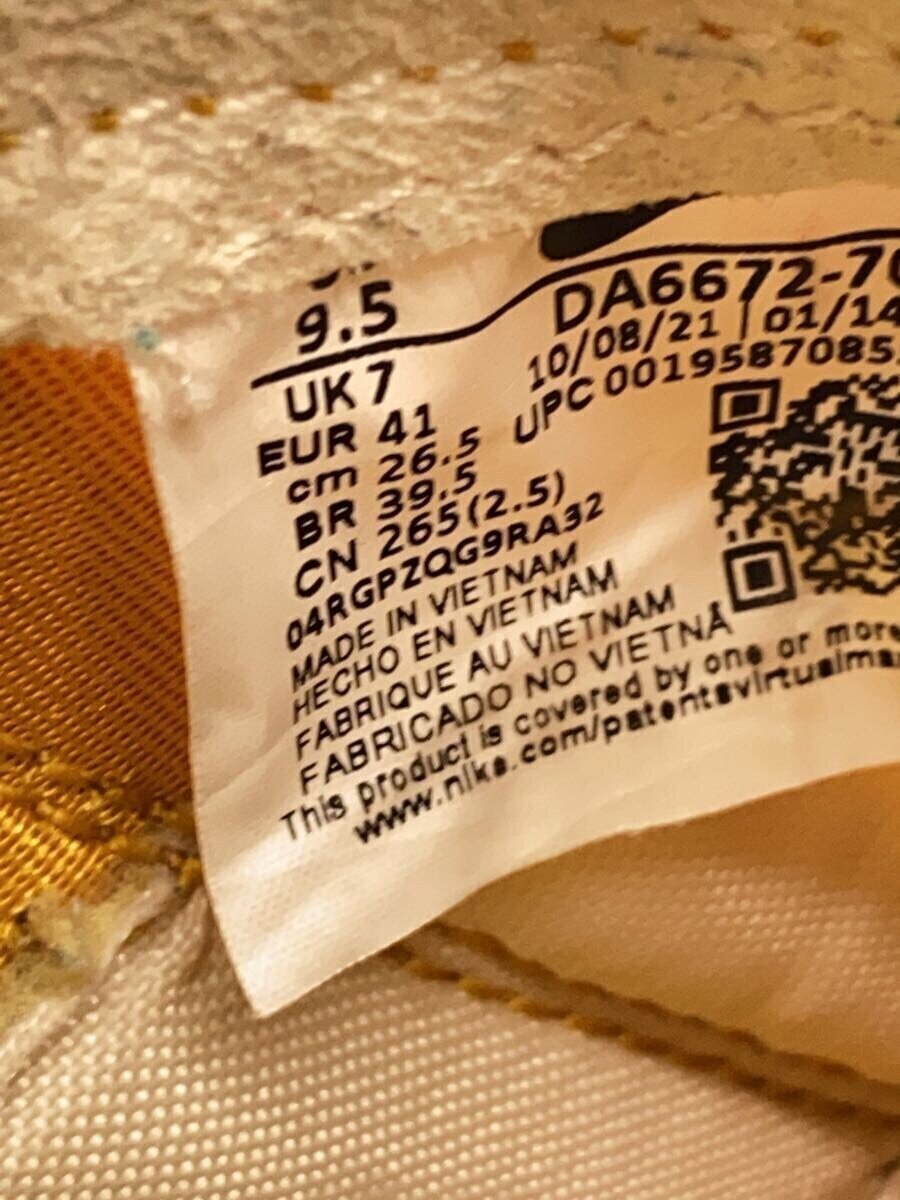 9.5
DA6672-70
10/08/21 | 01/14
UPC 0019587085
UK 7
EUR 41
cm 26.5
BR 39.5
CN 265(2.5)
04RGPZQG9RA32
MADE IN VIETNAM
HECHO EN VIETNAM
FABRIQUE AU VIETNAM
FABRICADO NO VIETNÃ
This product is covered by one or more
www.nike.com/patentsvirtualma